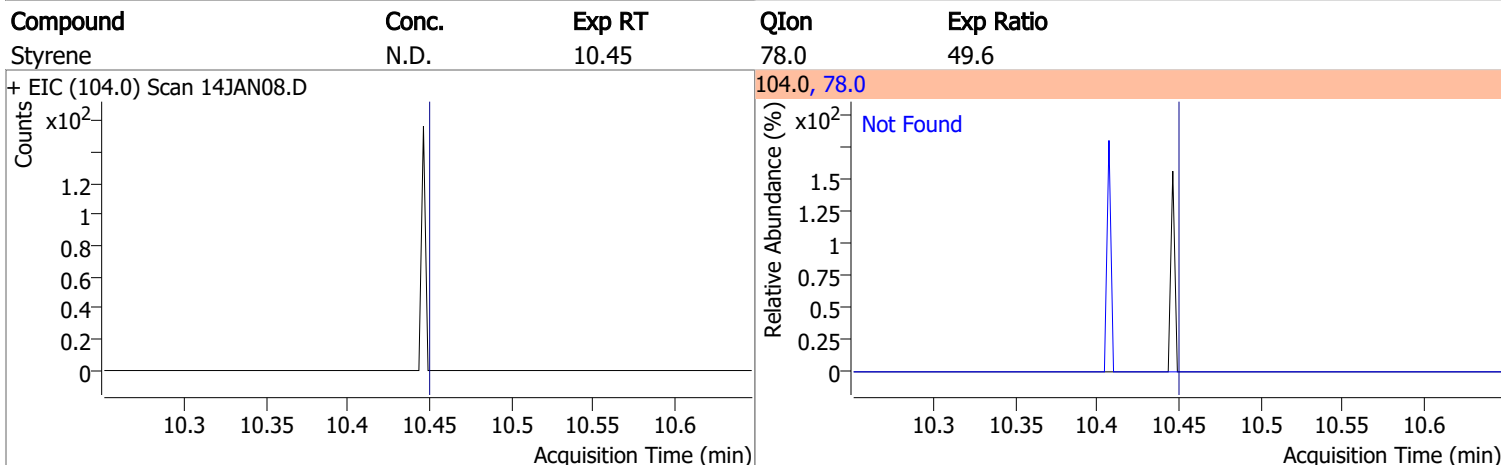 Compound Conc. Exp RT QIon Exp Ratio
Styrene N.D. 10.45 78.0 49.6
+ EIC (104.0) Scan 14JAN08.D
Counts
x10²
1.2
1
0.8
0.6
0.4
0.2
0
10.3 10.35 10.4 10.45 10.5 10.55 10.6
Acquisition Time (min)
104.0, 78.0
Relative Abundance (%)
x10²
Not Found
1.5
1.25
1
0.75
0.5
0.25
0
10.3 10.35 10.4 10.45 10.5 10.55 10.6
Acquisition Time (min)